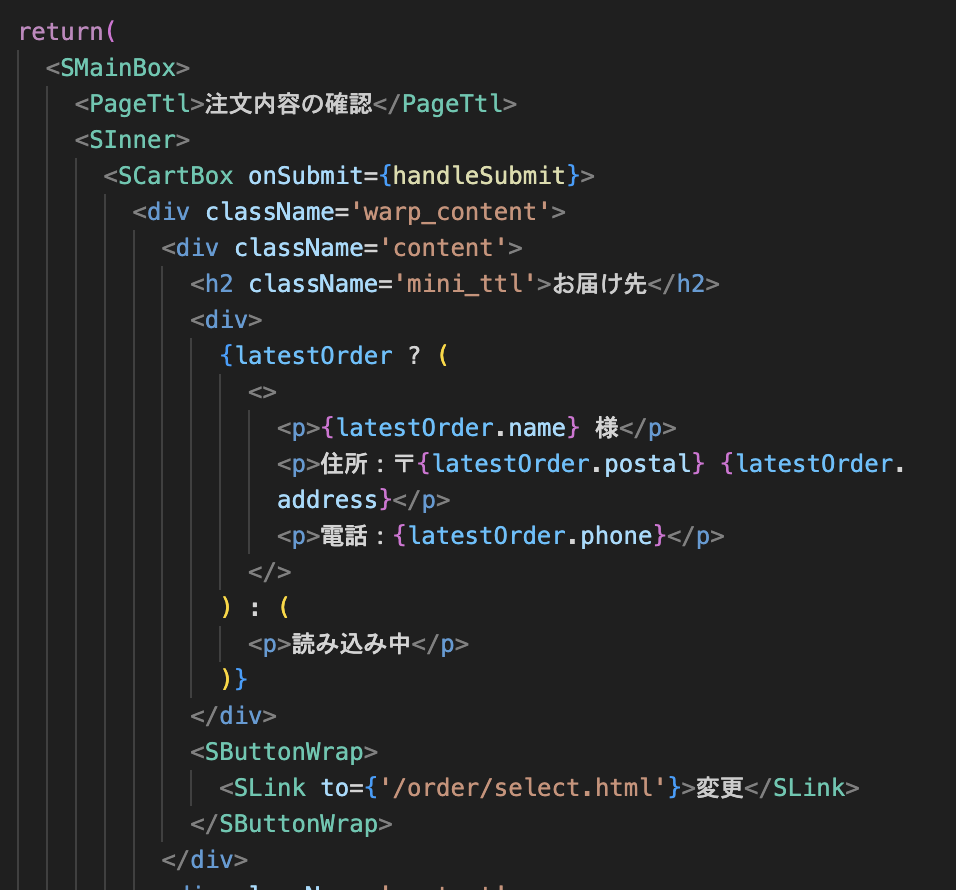 return(
<SMainBox>
<PageTtl>注文内容の確認</PageTtl>
<SInner>
<SCartBox onSubmit={handleSubmit}>
<div className='warp_content'>
<div className='content'>
<h2 className='mini_ttl'>お届け先</h2>
<div>
{latestOrder ? (
<>
<p>{latestOrder.name} 様</p>
<p>住所：〒{latestOrder.postal} {latestOrder.
address}</p>
<p>電話：{latestOrder.phone}</p>
</>
) : (
<p>読み込み中</p>
)}
</div>
<SButtonWrap>
<SLink to={'/order/select.html'}>変更</SLink>
</SButtonWrap>
</div>